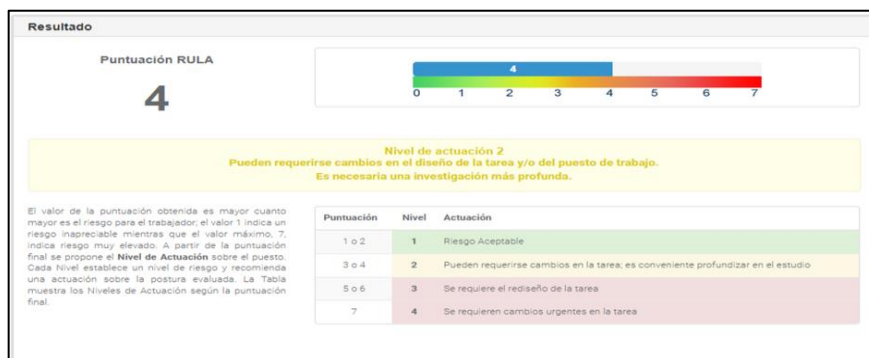 Resultado
Puntuación RULA
4
4
0 1 2 3 4 5 6 7
Nivel de actuación 2
Pueden requerirse cambios en el diseño de la tarea y/o del puesto de trabajo.
Es necesaria una investigación más profunda.
El valor de la puntuación obtenida es mayor cuanto
mayor es el riesgo para el trabajador; el valor 1 indica un
riesgo inapreciable mientras que el valor máximo, 7,
indica riesgo muy elevado. A partir de la puntuación
final se propone el Nivel de Actuación sobre el puesto.
Cada Nivel establece un nivel de riesgo y recomienda
una actuación sobre la postura evaluada. La Tabla
muestra los Niveles de Actuación según la puntuación
final.
Puntuación Nivel Actuación
1 o 2 1 Riesgo Aceptable
3 o 4 2 Pueden requerirse cambios en la tarea; es conveniente profundizar en el estudio
5 o 6 3 Se requiere el rediseño de la tarea
7 4 Se requieren cambios urgentes en la tarea